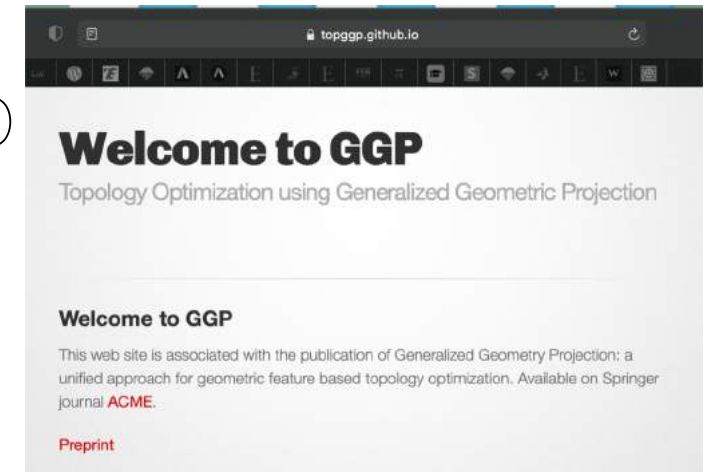 topggp.github.io
Welcome to GGP
Topology Optimization using Generalized Geometric Projection
Welcome to GGP
This web site is associated with the publication of Generalized Geometry Projection: a
unified approach for geometric feature based topology optimization. Available on Springer
journal ACME.
Preprint